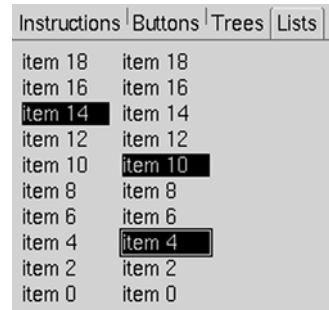 Instructions Buttons Trees Lists
item 18 item 18
item 16 item 16
item 14 item 14
item 12 item 12
item 10 item 10
item 8 item 8
item 6 item 6
item 4 item 4
item 2 item 2
item 0 item 0